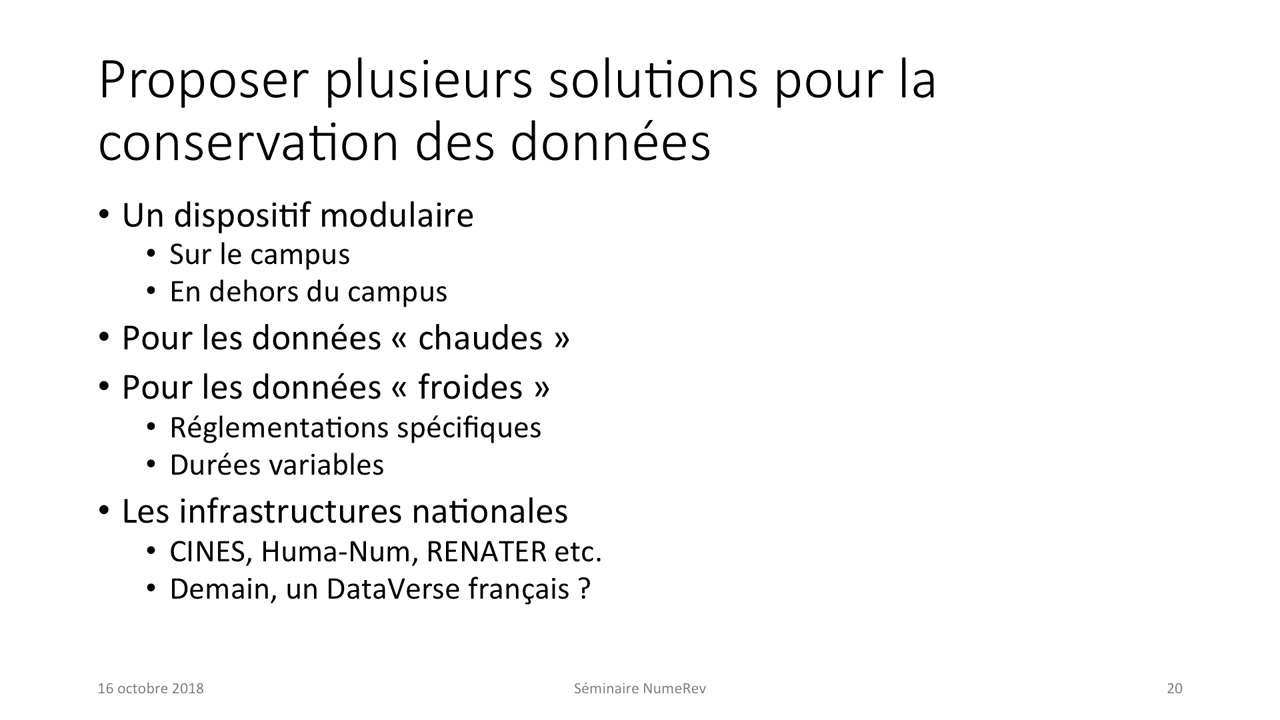 Proposer plusieurs solutions pour la
conservation des données
• Un dispositif modulaire
• Sur le campus
• En dehors du campus
• Pour les données « chaudes »
• Pour les données « froides »
• Réglementations spécifiques
• Durées variables
• Les infrastructures nationales
• CINES, Huma-Num, RENATER etc.
• Demain, un DataVerse français ?
16 octobre 2018
Séminaire NumeRev
20